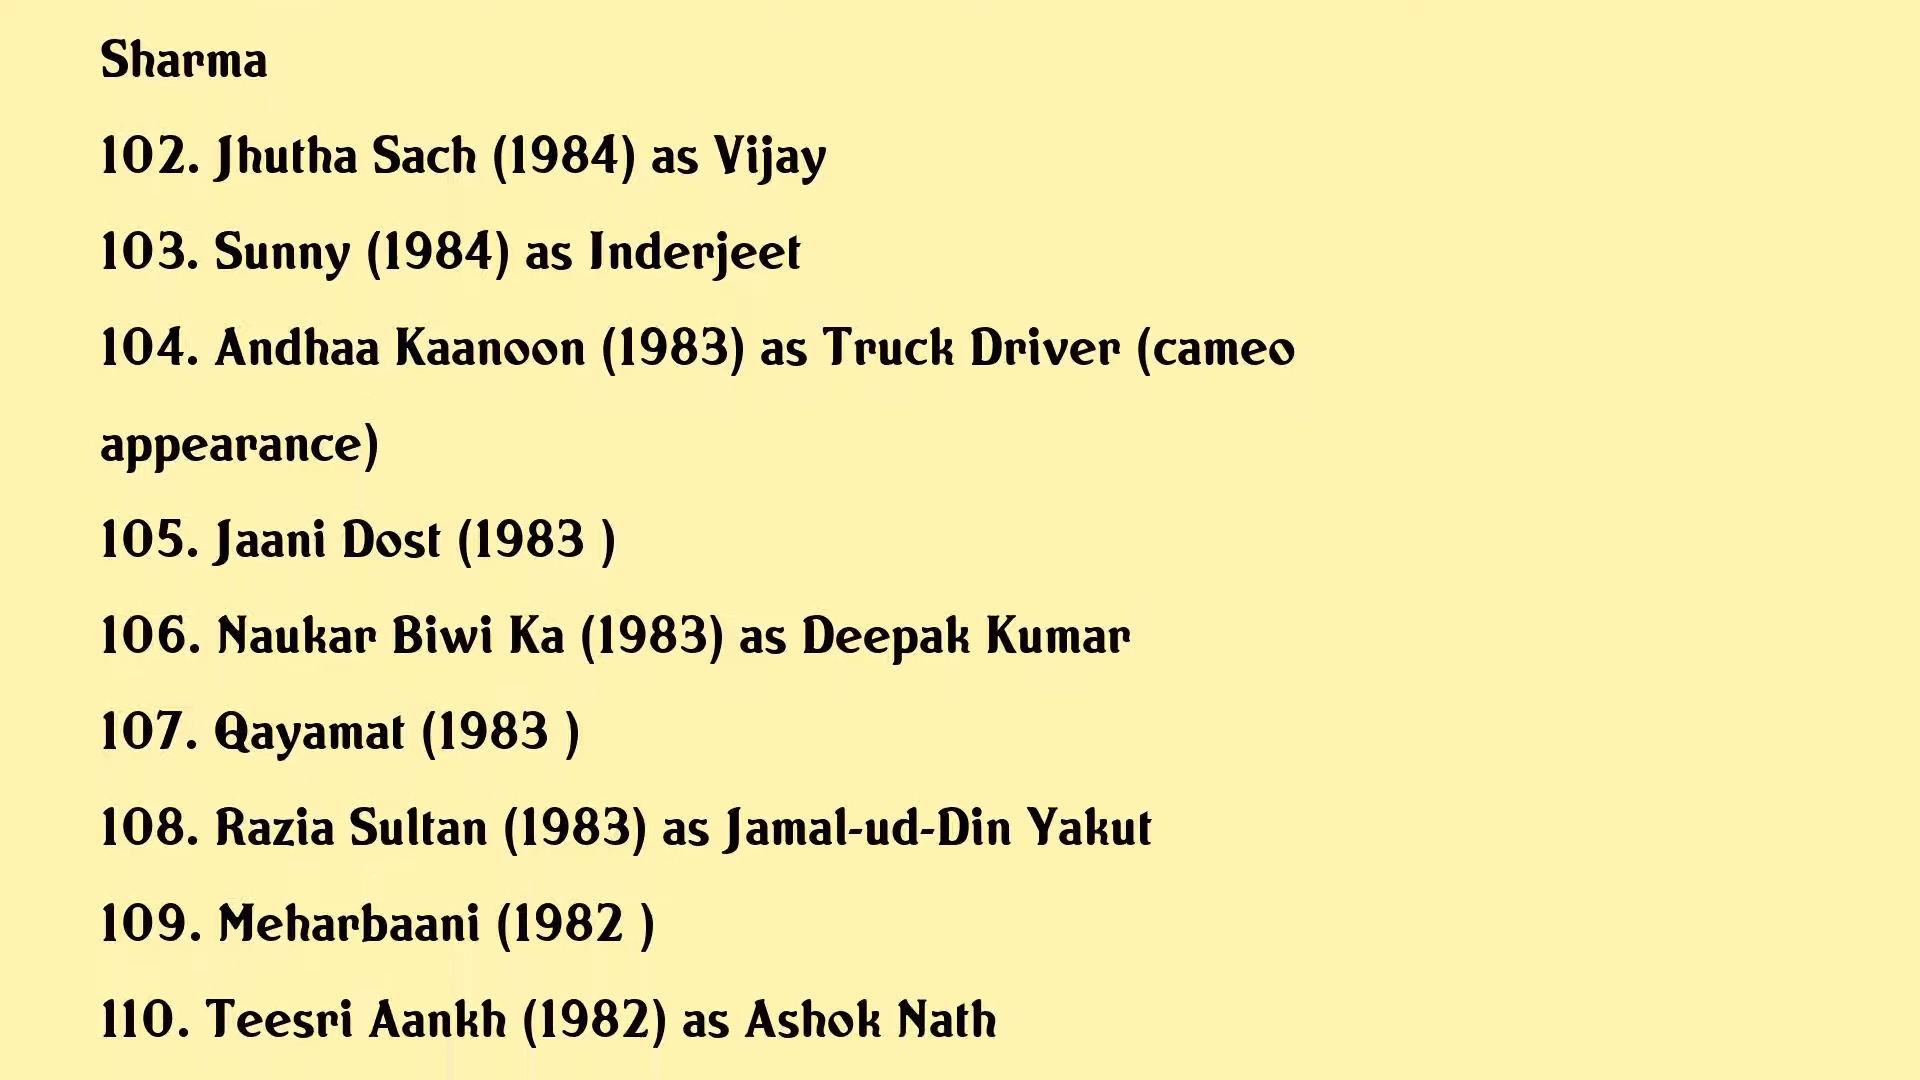 Sharma
102. Jhutha Sach (1984) as Vijay
103. Sunny (1984) as Inderjeet
104. Andhaa Kaanoon (1983) as Truck Driver (cameo
appearance)
105. Jaani Dost (1983 )
106. Naukar Biwi Ka (1983) as Deepak Kumar
107. Qayamat (1983 )
108. Razia Sultan (1983) as Jamal-ud-Din Yakut
109. Meharbaani (1982 )
110. Teesri Aankh (1982) as Ashok Nath